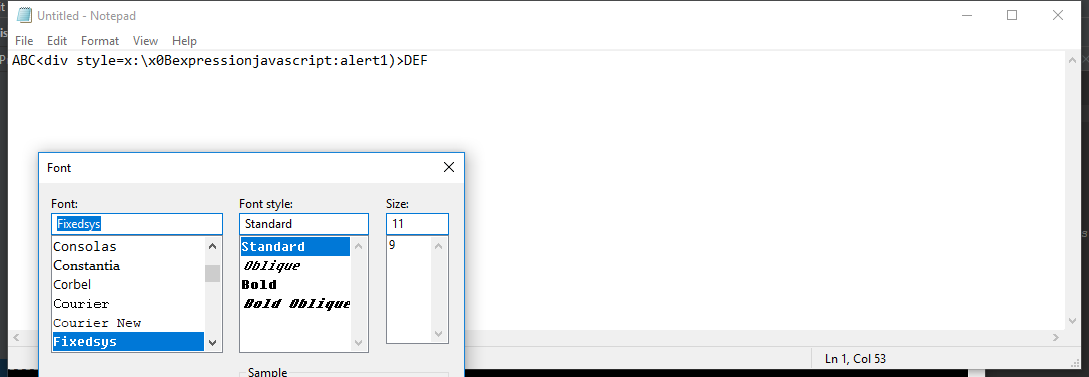 Untitled - Notepad
File Edit Format View Help
ABC<div style=x:\x0Bexpressionjavascript:alert1)>DEF
Font
Font: Font style: Size:
Fixedsys Standard 11
Consolas Standard 9
Constantia Oblique
Corbel Bold
Courier Bold Oblique
Courier New
Fixedsys
Ln 1, Col 53
Sample